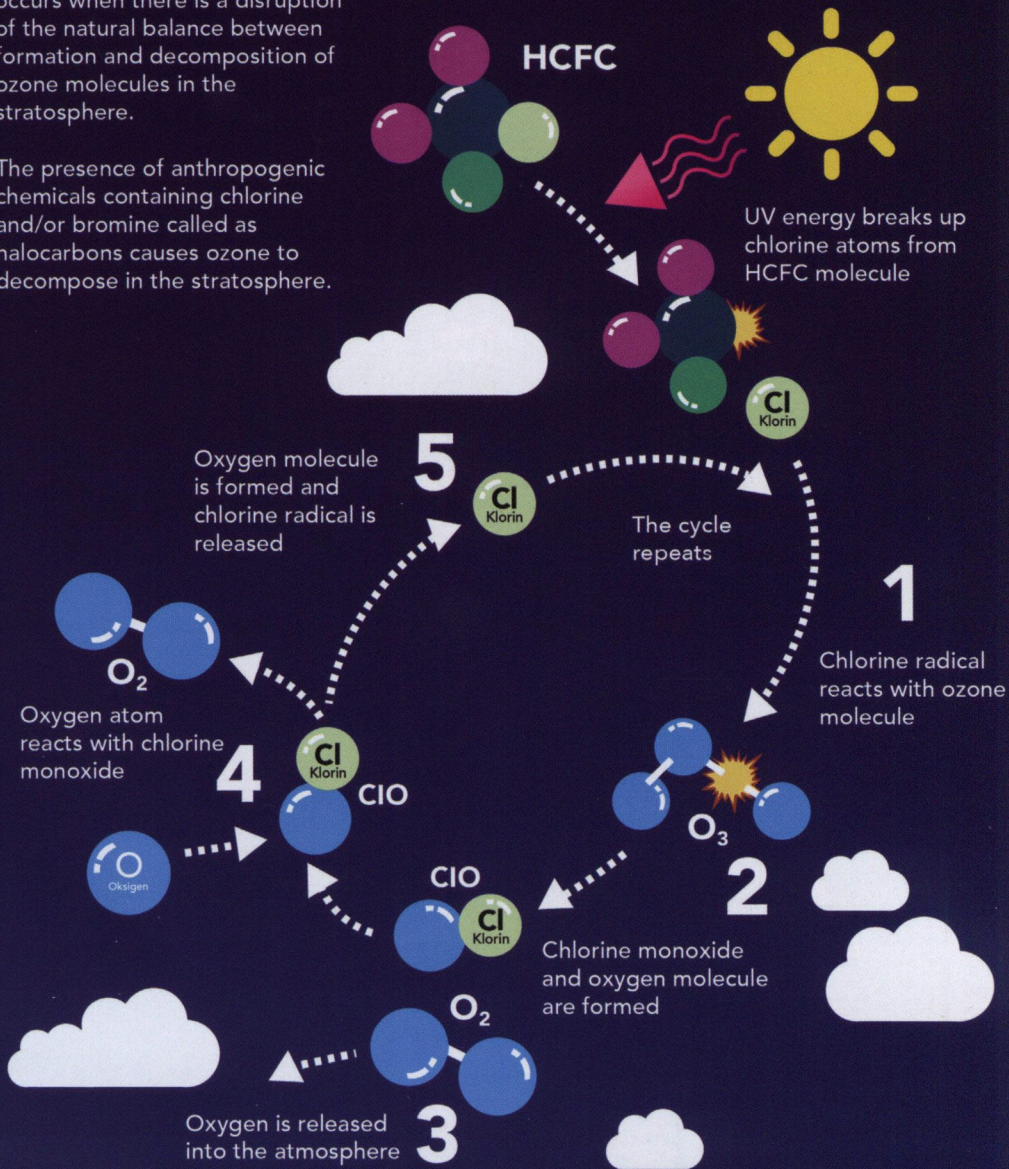 occurs when there is a disruption
of the natural balance between
formation and decomposition of
ozone molecules in the
stratosphere.
The presence of anthropogenic
chemicals containing chlorine
and/or bromine called as
halocarbons causes ozone to
decompose in the stratosphere.
HCFC
UV energy breaks up
chlorine atoms from
HCFC molecule
Cl
Klorin
5
Oxygen molecule
is formed and
chlorine radical is
released
Cl
Klorin
The cycle
repeats
1
Chlorine radical
reacts with ozone
molecule
O₂
Oxygen atom
reacts with chlorine
monoxide
4
Cl
Klorin
ClO
O
Oksigen
O₃
2
ClO
Cl
Klorin
Chlorine monoxide
and oxygen molecule
are formed
O₂
Oxygen is released
into the atmosphere
3